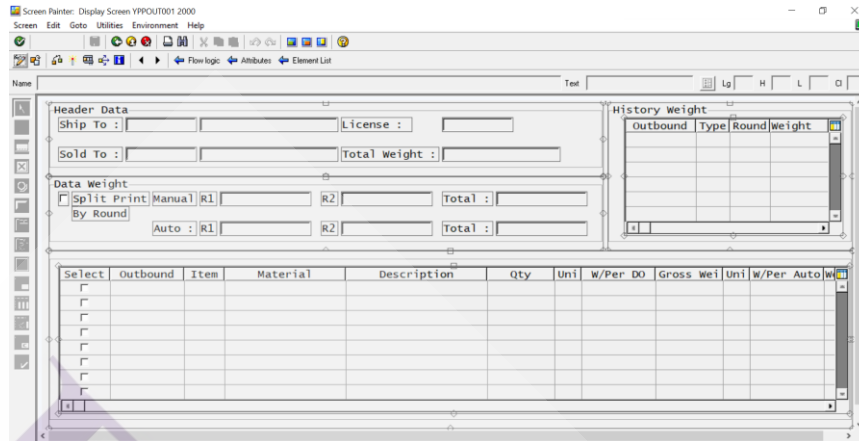 Screen Painter: Display Screen YPPOUT001 2000
Screen Edit Goto Utilities Environment Help
Flow logic Attributes Element List
Name Text Lg H L Cl
Header Data
Ship To : License :
Sold To : Total Weight :
History Weight
Outbound Type Round Weight
Data Weight
Split Print Manual R1 R2 Total :
By Round
Auto : R1 R2 Total :
Select Outbound Item Material Description Qty Uni W/Per DO Gross Wei Uni W/Per Auto We